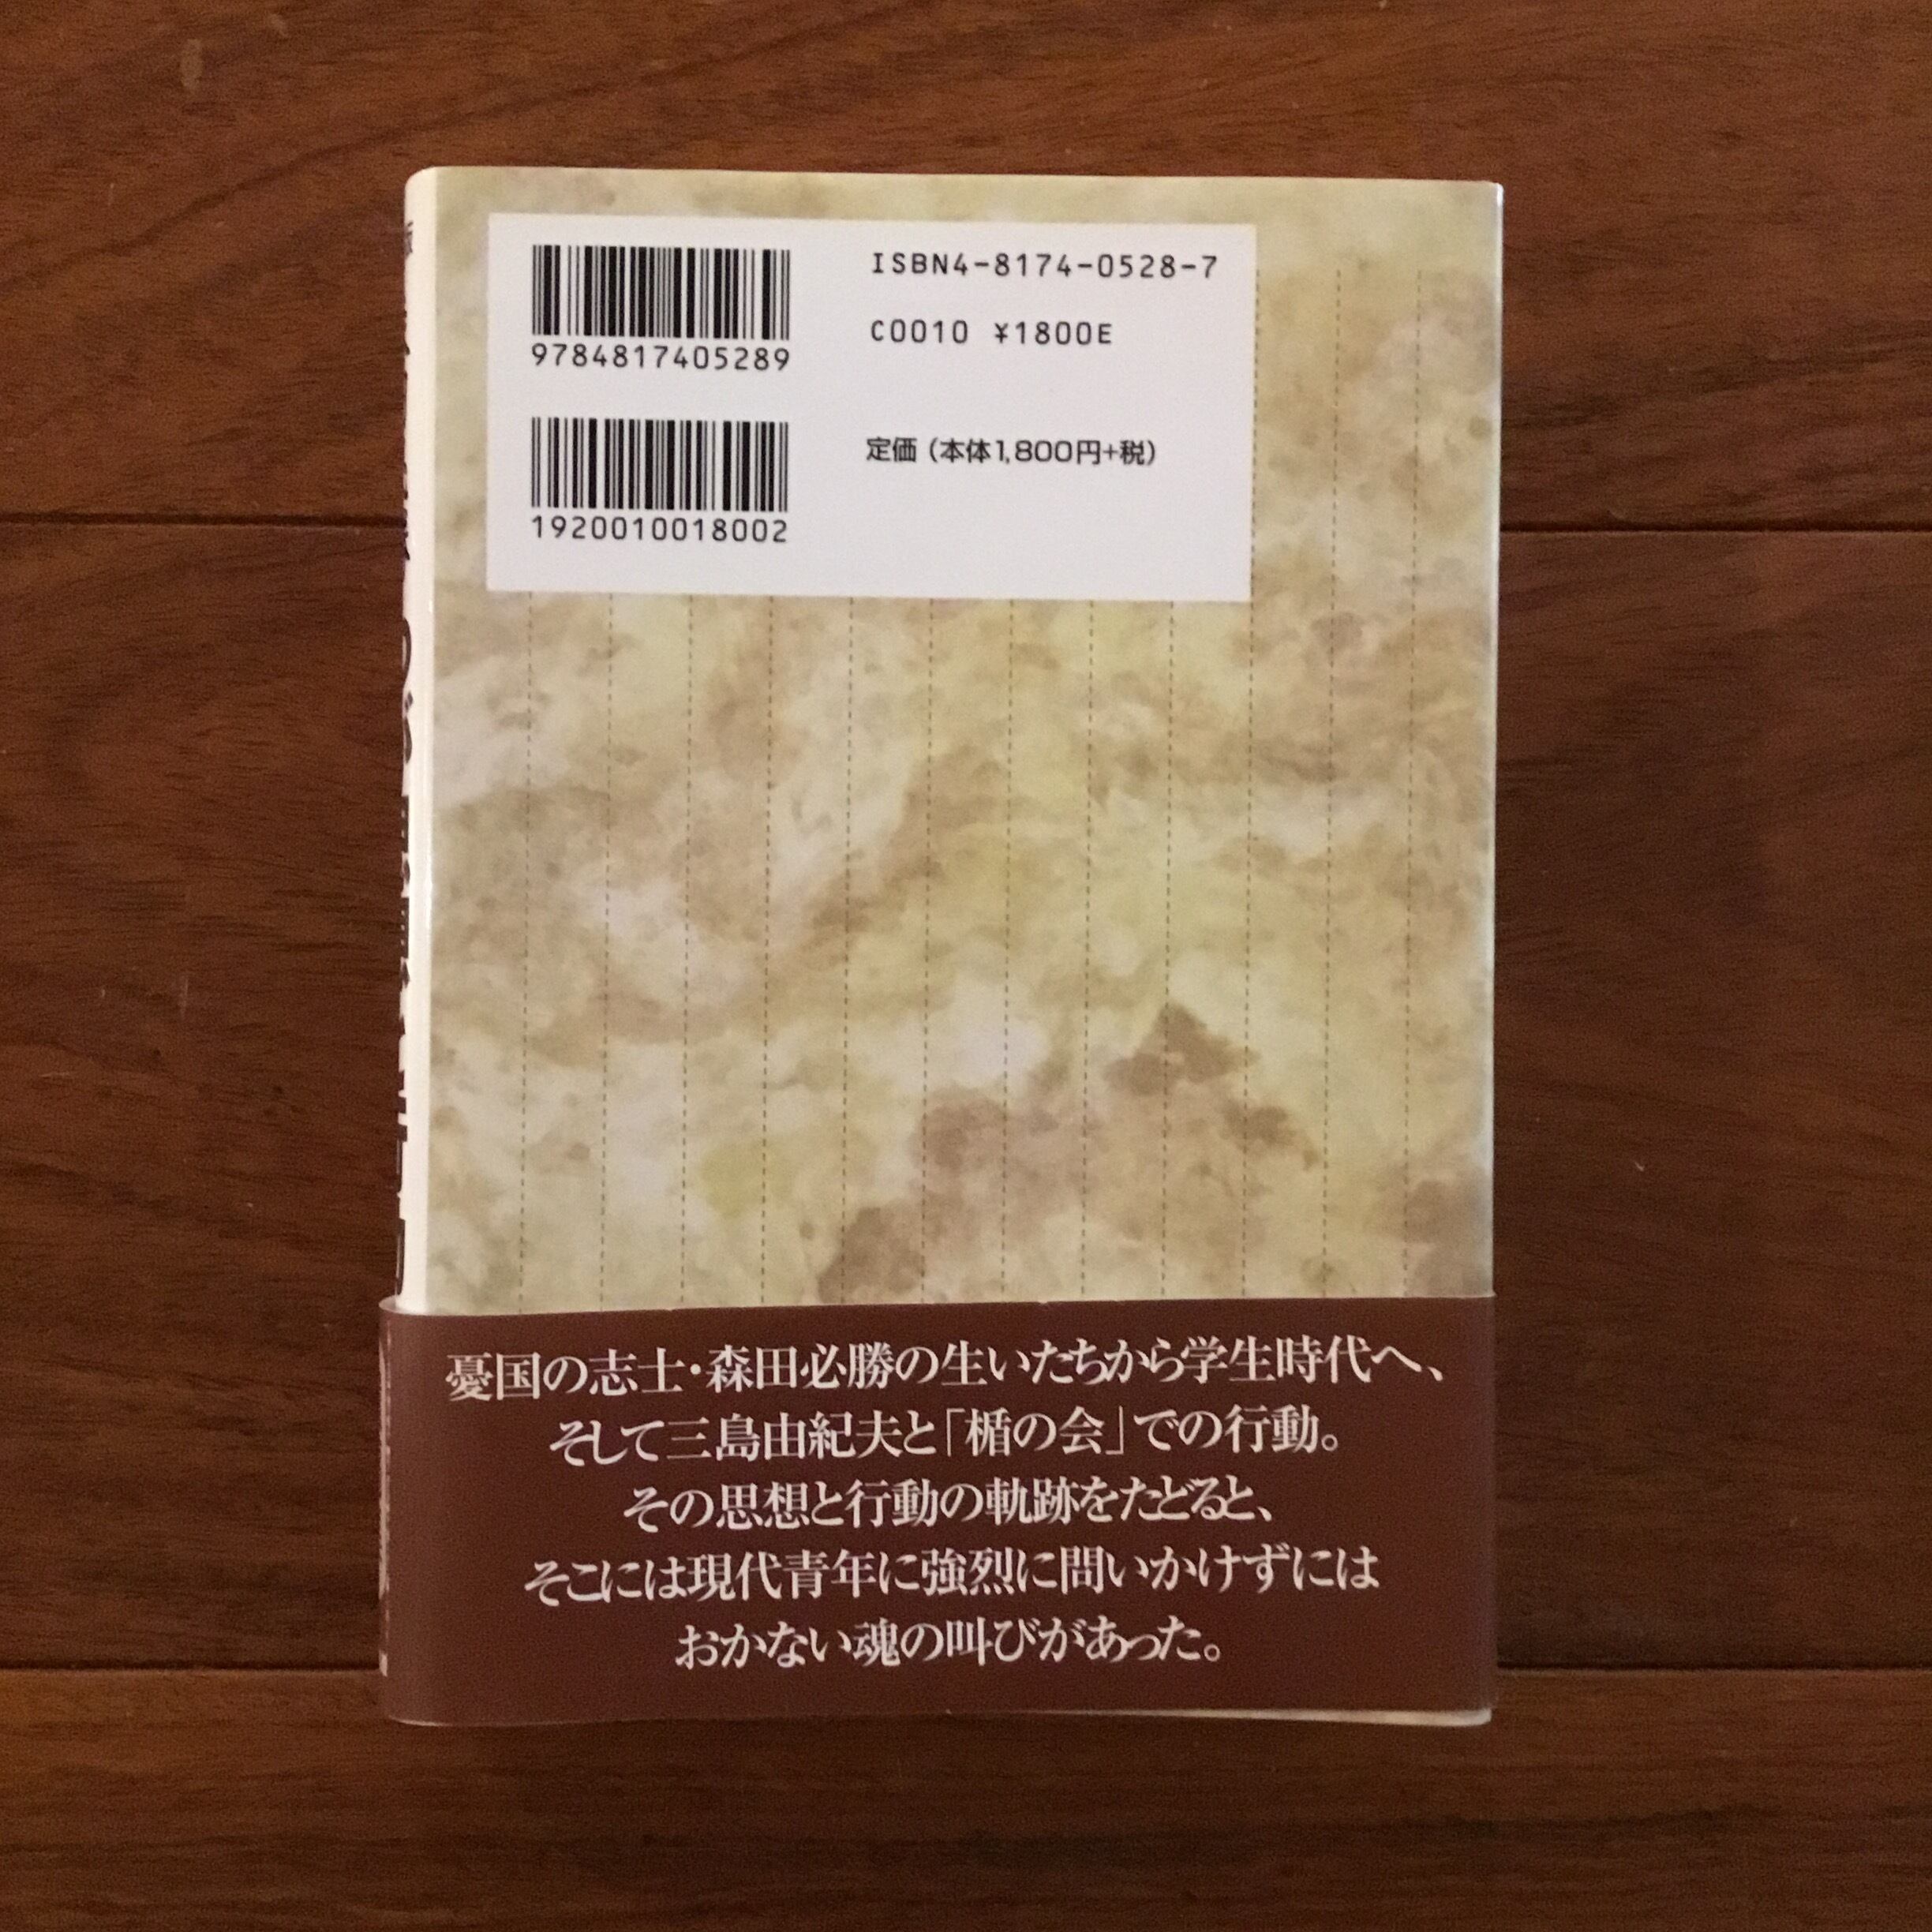 ISBN4-8174-0528-7
C0010 ¥1800E
9784817405289
定価（本体1,800円+税）
1920010018002
憂国の志士・森田必勝の生いたちから学生時代へ、
そして三島由紀夫と「楯の会」での行動。
その思想と行動の軌跡をたどると、
そこには現代青年に強烈に問いかけずには
おかない魂の叫びがあった。